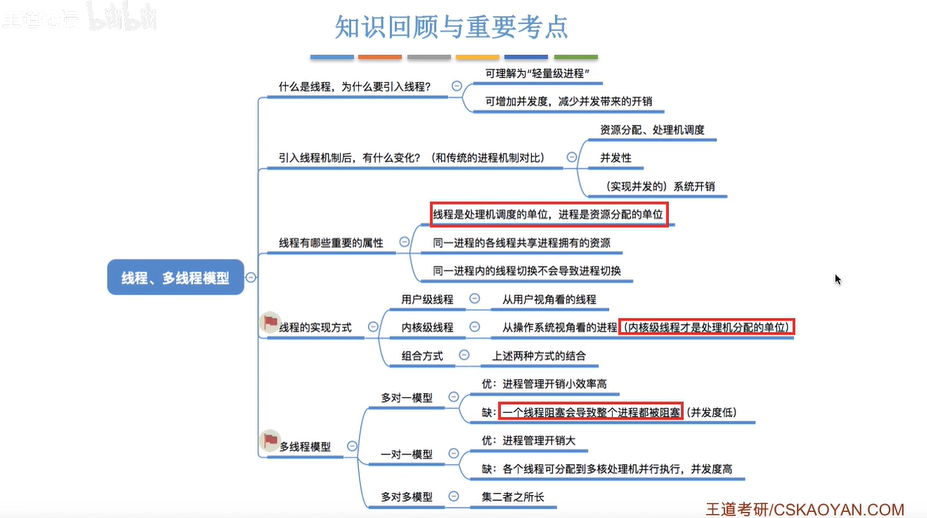 bilibili
知识回顾与重要考点
线程、多线程模型
什么是线程，为什么要引入线程？
可理解为“轻量级进程”
可增加并发度，减少并发带来的开销
引入线程机制后，有什么变化？（和传统的进程机制对比）
资源分配、处理机调度
并发性
（实现并发的）系统开销
线程有哪些重要的属性
线程是处理机调度的单位，进程是资源分配的单位
同一进程的各线程共享进程拥有的资源
同一进程内的线程切换不会导致进程切换
线程的实现方式
用户级线程
从用户视角看的线程
内核级线程
从操作系统视角看的进程（内核级线程才是处理机分配的单位）
组合方式
上述两种方式的结合
多线程模型
多对一模型
优：进程管理开销小效率高
缺：一个线程阻塞会导致整个进程都被阻塞（并发度低）
一对一模型
优：进程管理开销大
缺：各个线程可分配到多核处理机并行执行，并发度高
多对多模型
集二者之所长
王道考研/CSKAOYAN.COM